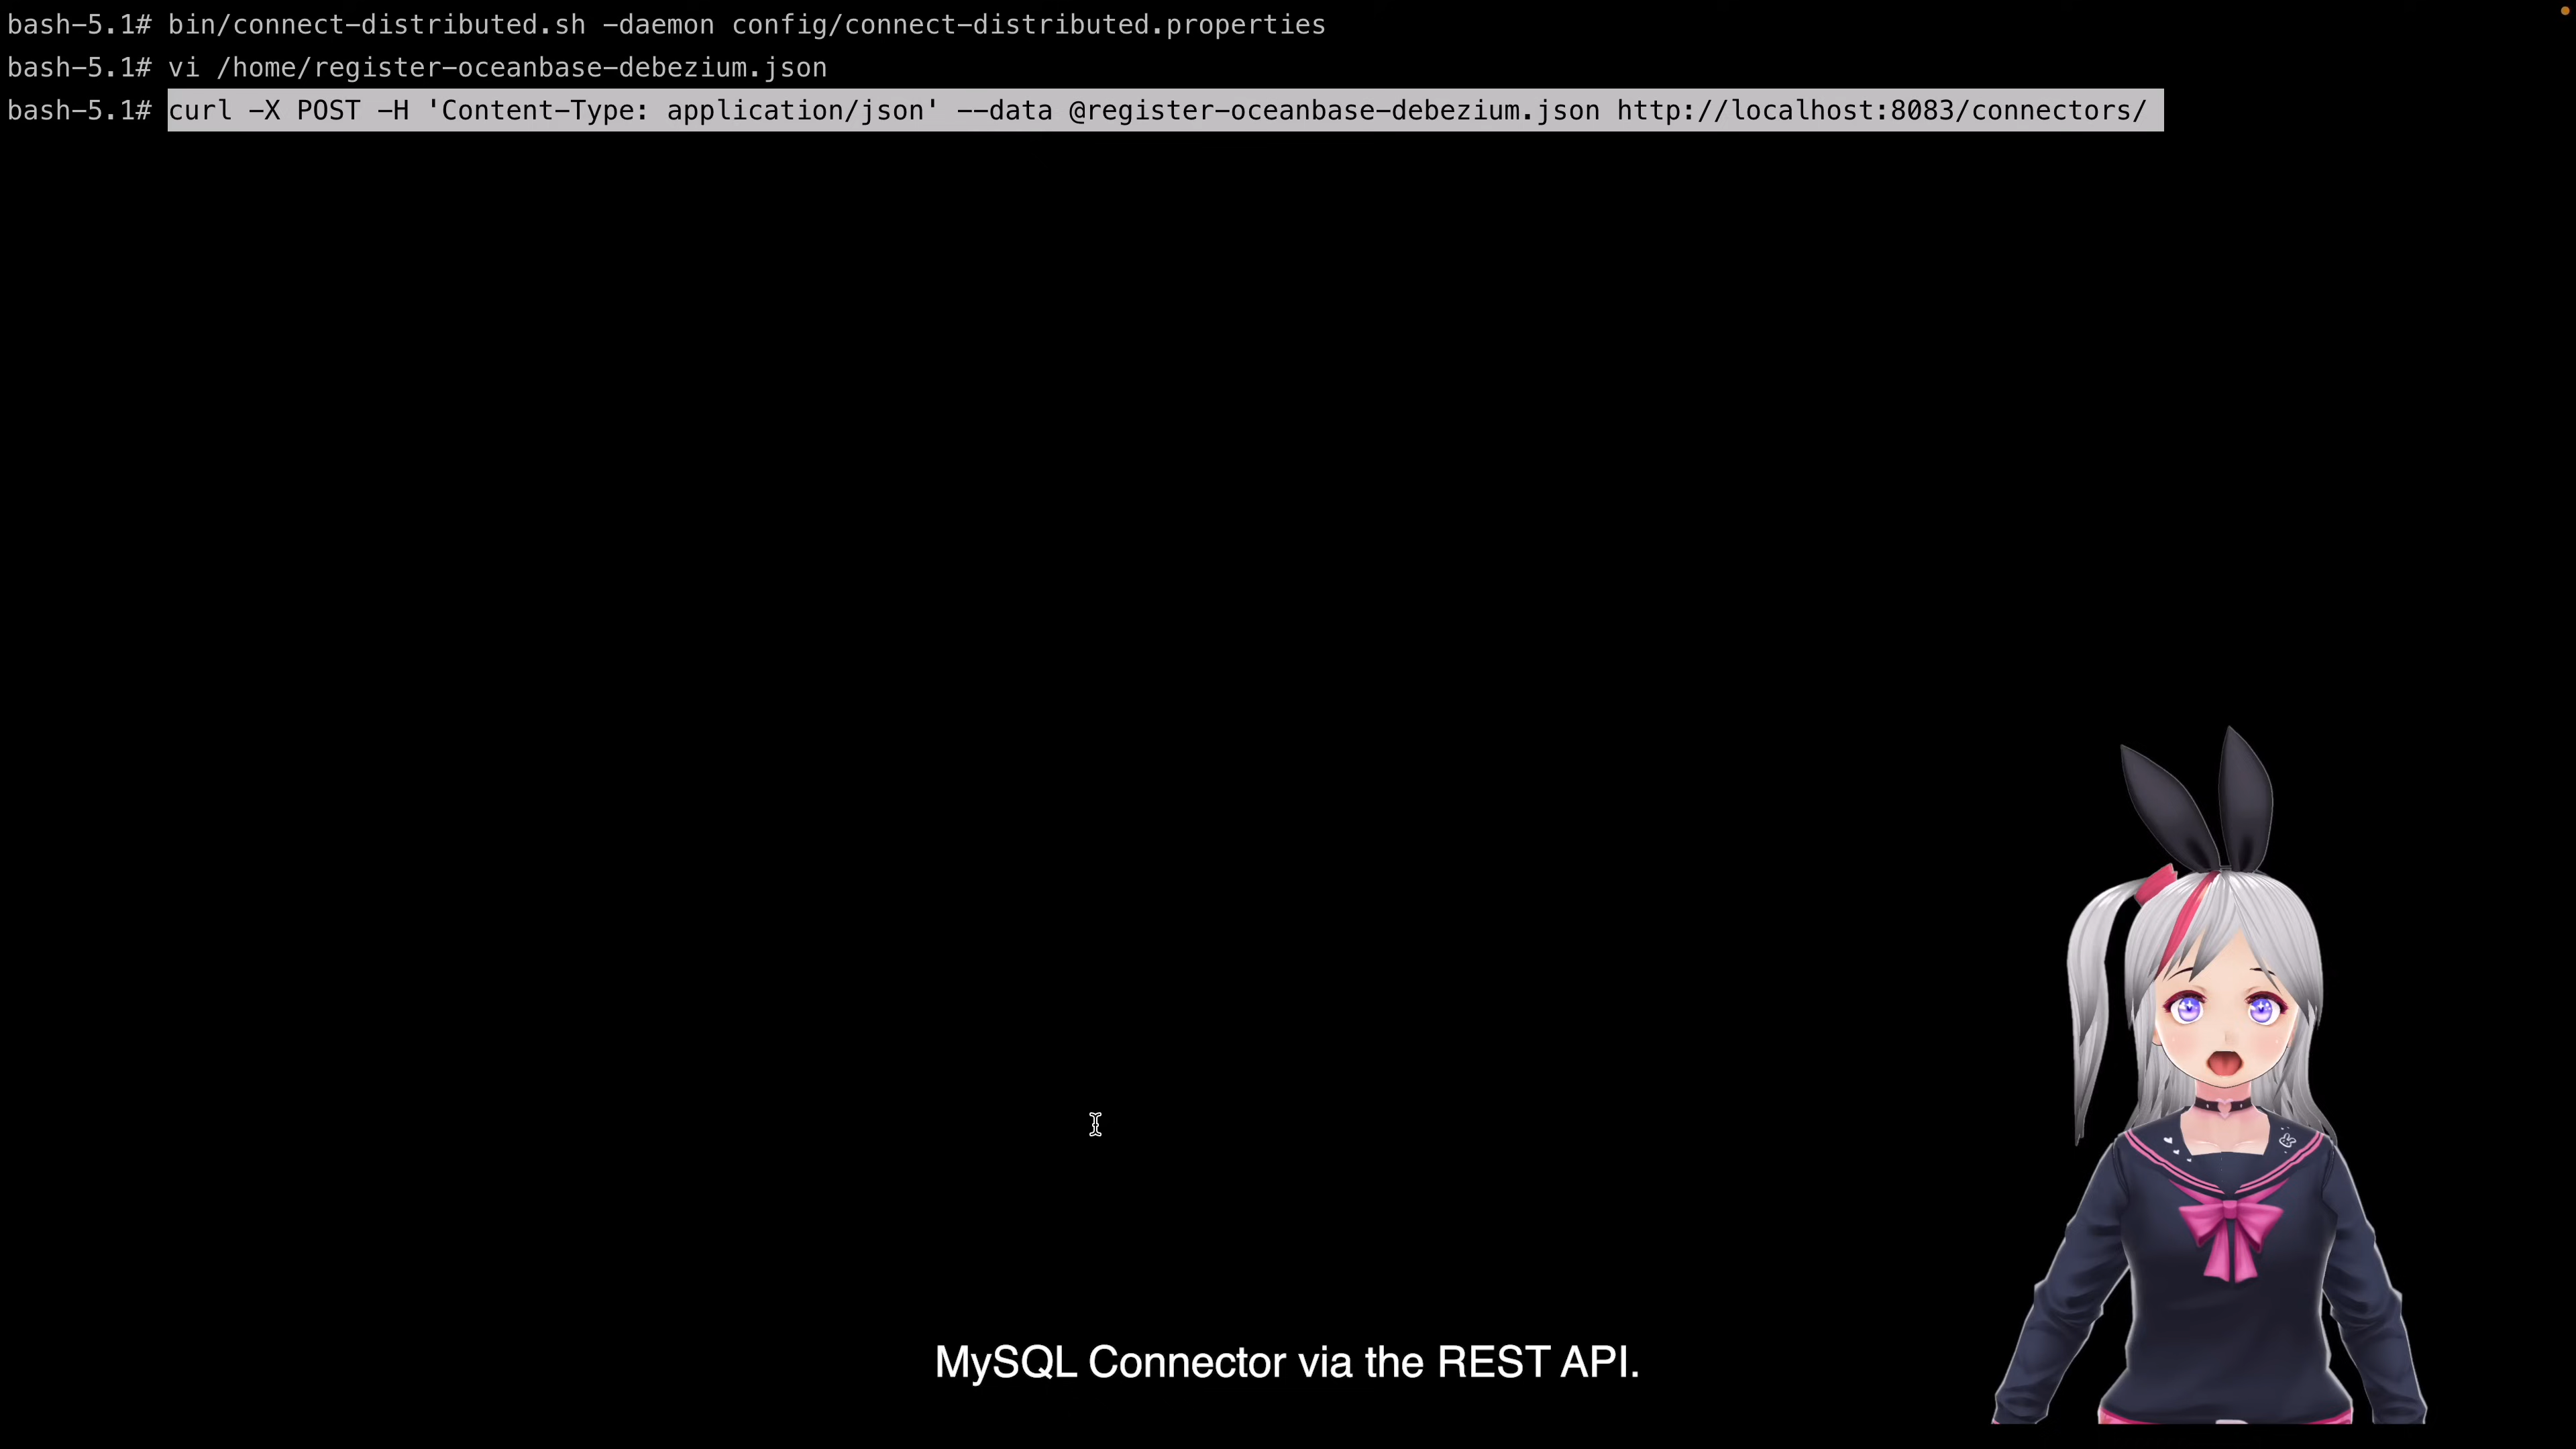 bash-5.1# bin/connect-distributed.sh -daemon config/connect-distributed.properties
bash-5.1# vi /home/register-oceanbase-debezium.json
bash-5.1# curl -X POST -H 'Content-Type: application/json' --data @register-oceanbase-debezium.json http://localhost:8083/connectors/
MySQL Connector via the REST API.